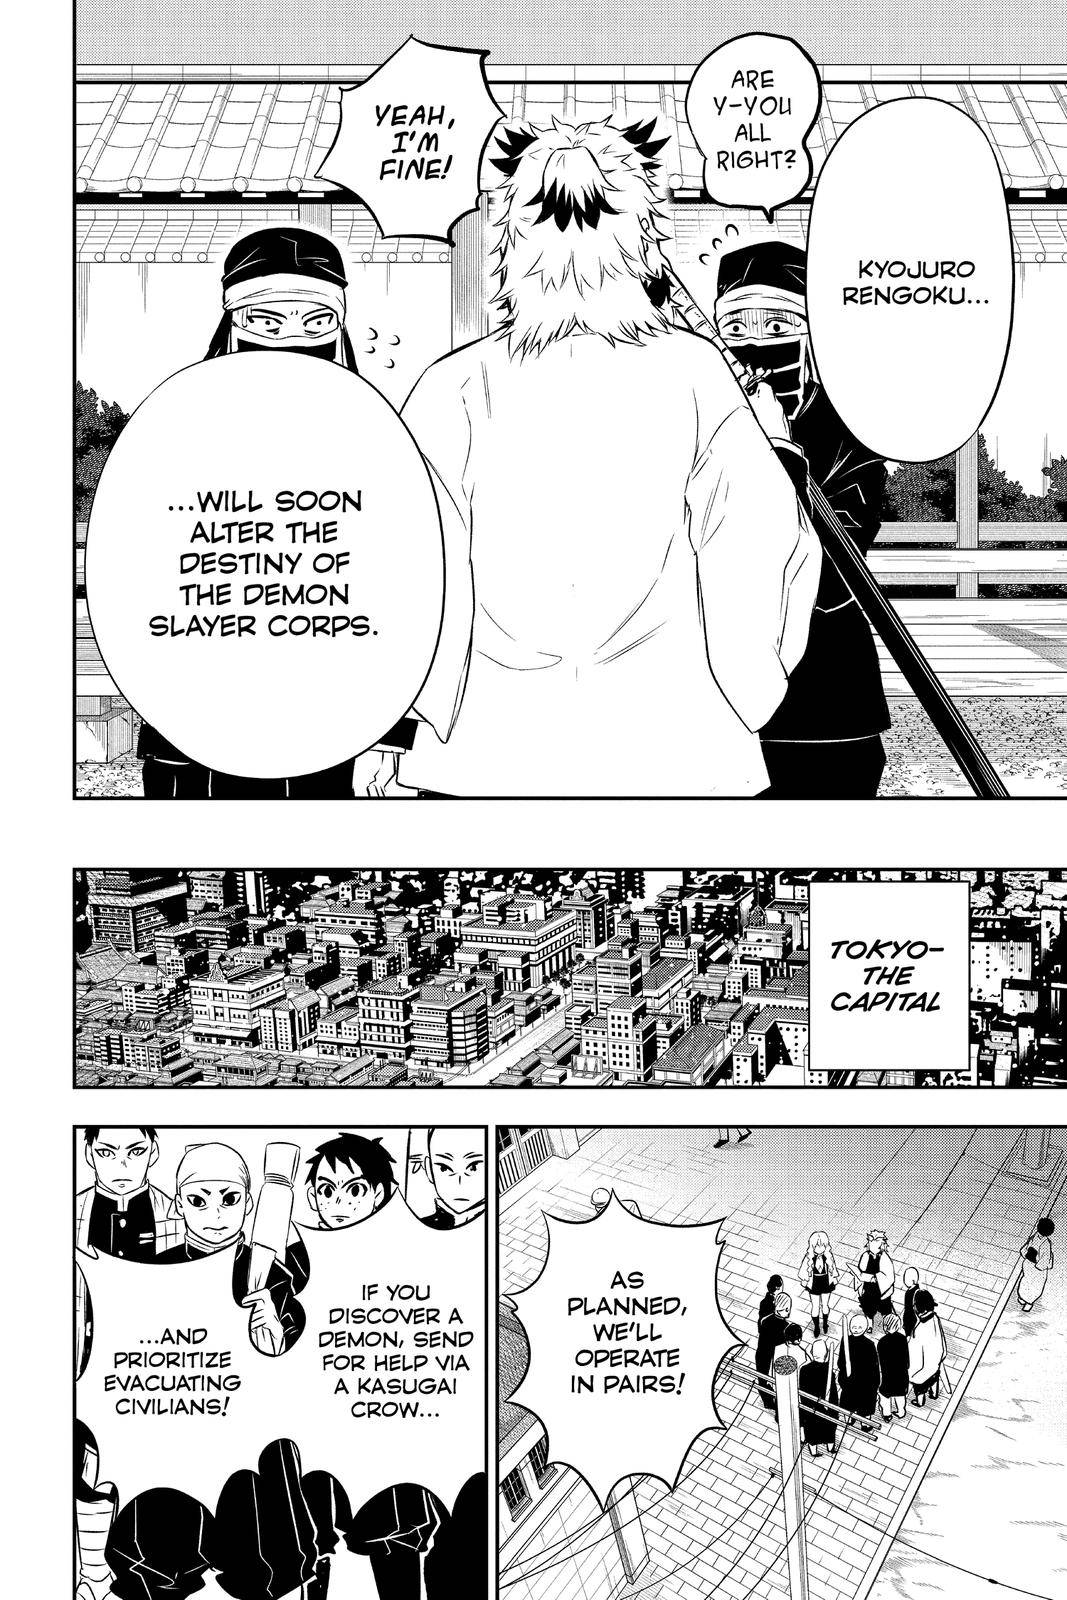 KYOJURO
RENGOKU...
ARE
Y-YOU
ALL
RIGHT?
YEAH,
I'M
FINE!
...WILL SOON
ALTER THE
DESTINY OF
THE DEMON
SLAYER CORPS.
TOKYO–
THE
CAPITAL
AS
PLANNED,
WE'LL
OPERATE
IN PAIRS!
IF YOU
DISCOVER A
DEMON, SEND
FOR HELP VIA
A KASUGAI
CROW...
...AND
PRIORITIZE
EVACUATING
CIVILIANS!